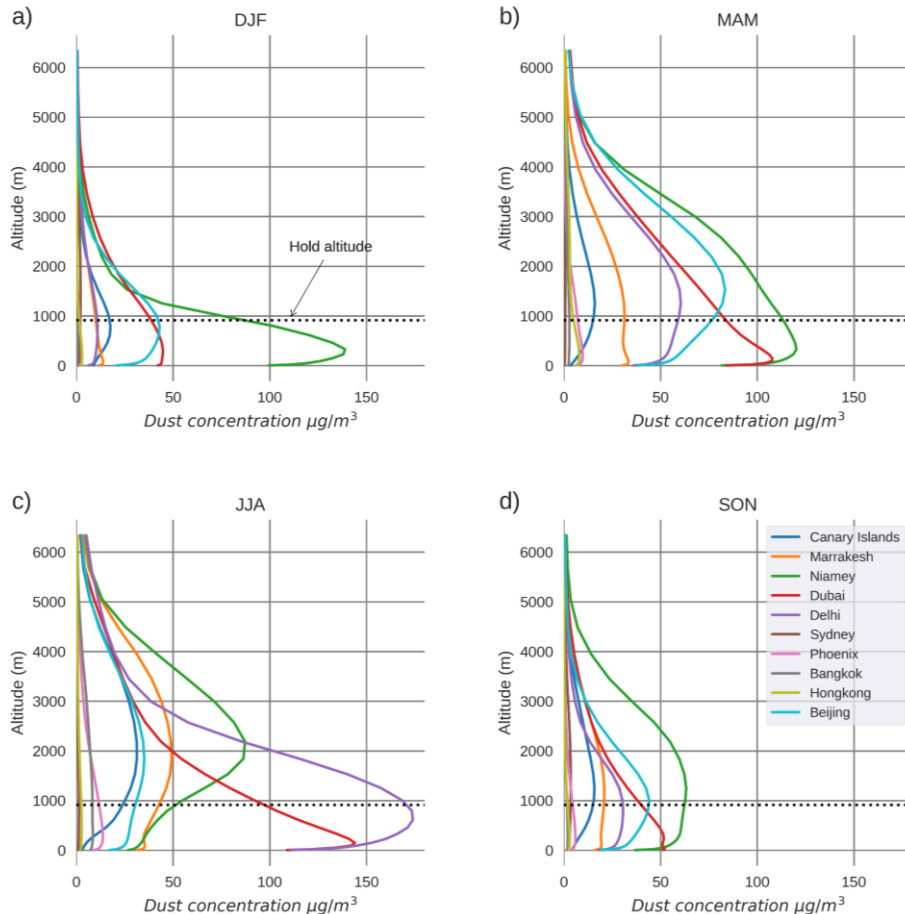 a)
DJF
6000
5000
4000
3000
2000
1000
0
Altitude (m)
Hold altitude
0 50 100 150
Dust concentration μg/m³
b)
MAM
6000
5000
4000
3000
2000
1000
0
Altitude (m)
0 50 100 150
Dust concentration μg/m³
c)
JJA
6000
5000
4000
3000
2000
1000
0
Altitude (m)
0 50 100 150
Dust concentration μg/m³
d)
SON
6000
5000
4000
3000
2000
1000
0
Altitude (m)
Canary Islands
Marrakesh
Niamey
Dubai
Delhi
Sydney
Phoenix
Bangkok
Hongkong
Beijing
0 50 100 150
Dust concentration μg/m³